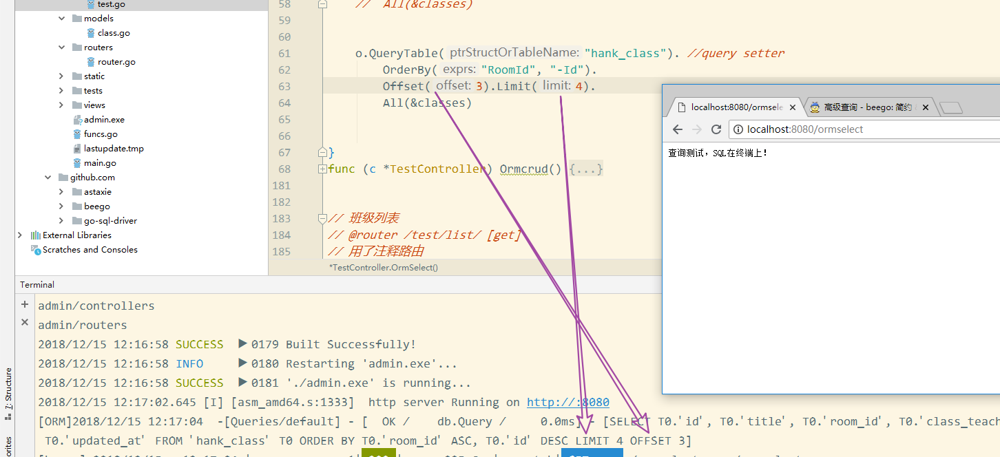 test.go
models
class.go
routers
router.go
static
tests
views
admin.exe
funcs.go
lastupdate.tmp
main.go
github.com
astaxie
beego
go-sql-driver
External Libraries
Scratches and Consoles
58 // All(&classes)
59
60
61 o.QueryTable( ptrStructOrTableName: "hank_class"). //query setter
62 OrderBy( exprs: "RoomId", "-Id").
63 Offset( offset: 3).Limit( limit: 4).
64 All(&classes)
65
66
67 }
68 func (c *TestController) Ormcrud() {...}
181
182
183 // 班级列表
184 // @router /test/list/ [get]
185 // 用了注释路由
*TestController.OrmSelect()
localhost:8080/ormsele
高级查询 - beego: 简约
localhost:8080/ormselect
查询测试，SQL在终端上!
Terminal
admin/controllers
admin/routers
2018/12/15 12:16:58 SUCCESS ▶ 0179 Built Successfully!
2018/12/15 12:16:58 INFO ▶ 0180 Restarting 'admin.exe'...
2018/12/15 12:16:58 SUCCESS ▶ 0181 './admin.exe' is running...
2018/12/15 12:17:02.645 [I] [asm_amd64.s:1333] http server Running on http://:8080
[ORM]2018/12/15 12:17:04 -[Queries/default] - [ OK / db.Query / 0.0ms] - [SELECT T0.'id', T0.'title', T0.'room_id', T0.'class_teach
T0.'updated_at' FROM 'hank_class' T0 ORDER BY T0.'room_id' ASC, T0.'id' DESC LIMIT 4 OFFSET 3]
7: Structure
orites